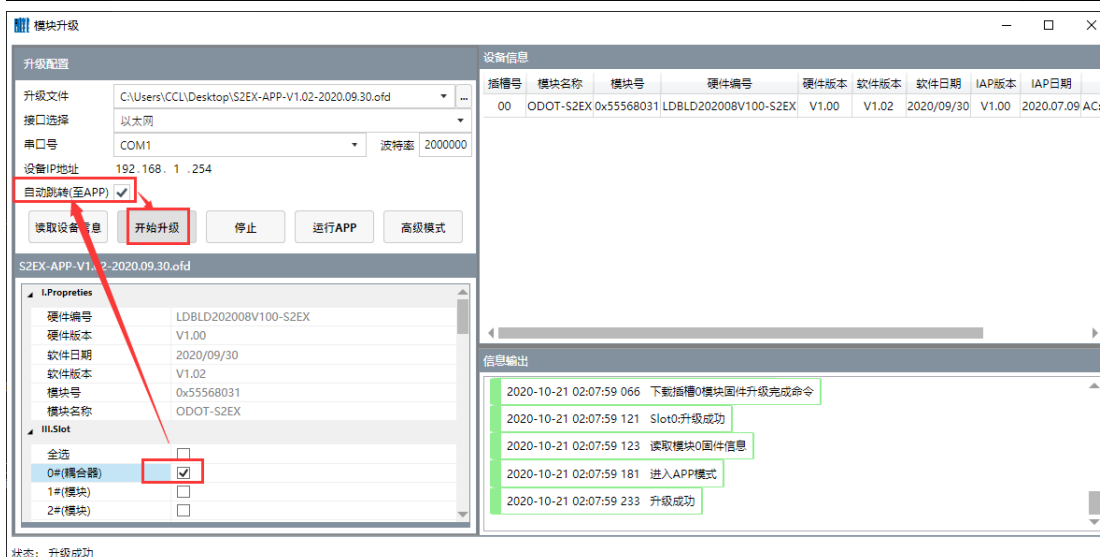 模块升级
升级配置
升级文件 C:\Users\CCL\Desktop\S2EX-APP-V1.02-2020.09.30.ofd ...
接口选择 以太网
串口号 COM1 波特率 2000000
设备IP地址 192.168. 1 .254
自动跳转(至APP)
读取设备信息 开始升级 停止 运行APP 高级模式
S2EX-APP-V1.02-2020.09.30.ofd
I.Propreties
硬件编号 LDBLD202008V100-S2EX
硬件版本 V1.00
软件日期 2020/09/30
软件版本 V1.02
模块号 0x55568031
模块名称 ODOT-S2EX
III.Slot
全选
0#(耦合器)
1#(模块)
2#(模块)
设备信息
插槽号 模块名称 模块号 硬件编号 硬件版本 软件版本 软件日期 IAP版本 IAP日期
00 ODOT-S2EX 0x55568031 LDBLD202008V100-S2EX V1.00 V1.02 2020/09/30 V1.00 2020.07.09 AC:
信息输出
2020-10-21 02:07:59 066 下载插槽0模块固件升级完成命令
2020-10-21 02:07:59 121 Slot0:升级成功
2020-10-21 02:07:59 123 读取模块0固件信息
2020-10-21 02:07:59 181 进入APP模式
2020-10-21 02:07:59 233 升级成功
状态: 升级成功